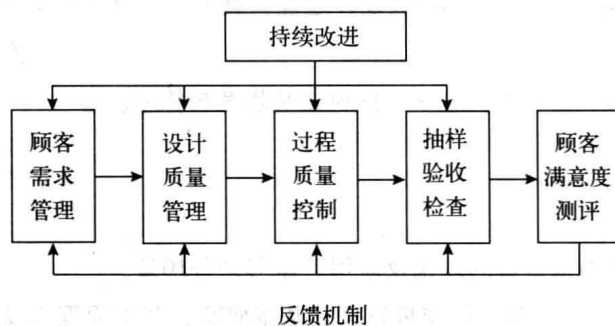 持续改进
顾客
需求
管理
设计
质量
管理
过程
质量
控制
抽样
验收
检查
顾客
满意度
测评
反馈机制